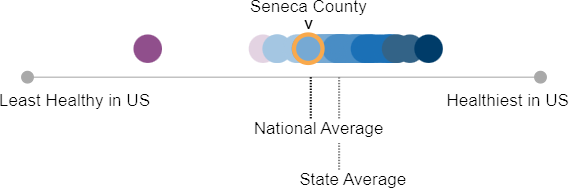 Seneca County
v
Least Healthy in US
Healthiest in US
National Average
State Average